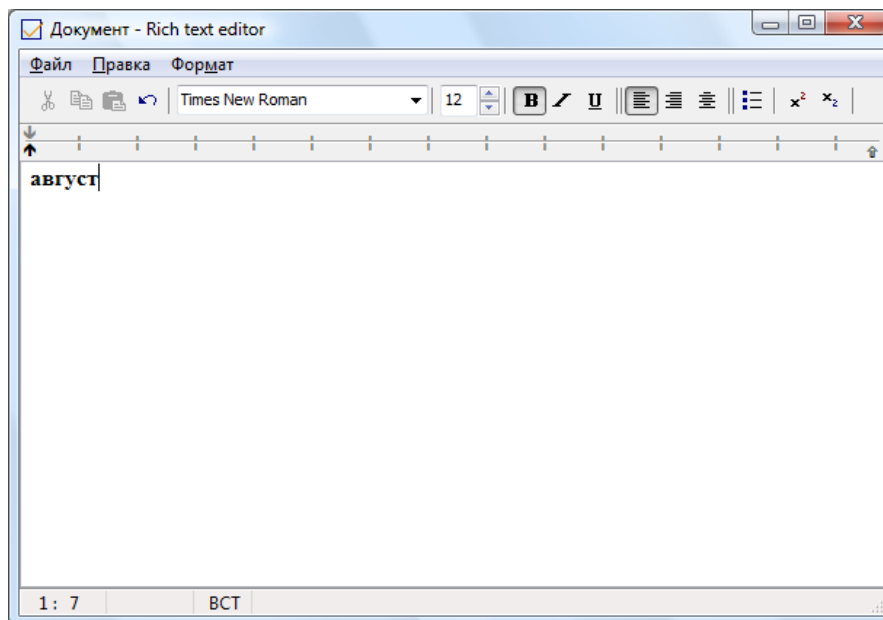 Документ - Rich text editor
Файл Правка Формат
Times New Roman 12 B I U x² x₂
август
1: 7 ВСТ